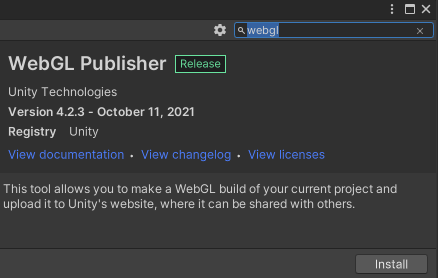 webgl
WebGL Publisher Release
Unity Technologies
Version 4.2.3 - October 11, 2021
Registry Unity
View documentation • View changelog • View licenses
This tool allows you to make a WebGL build of your current project and
upload it to Unity's website, where it can be shared with others.
Install